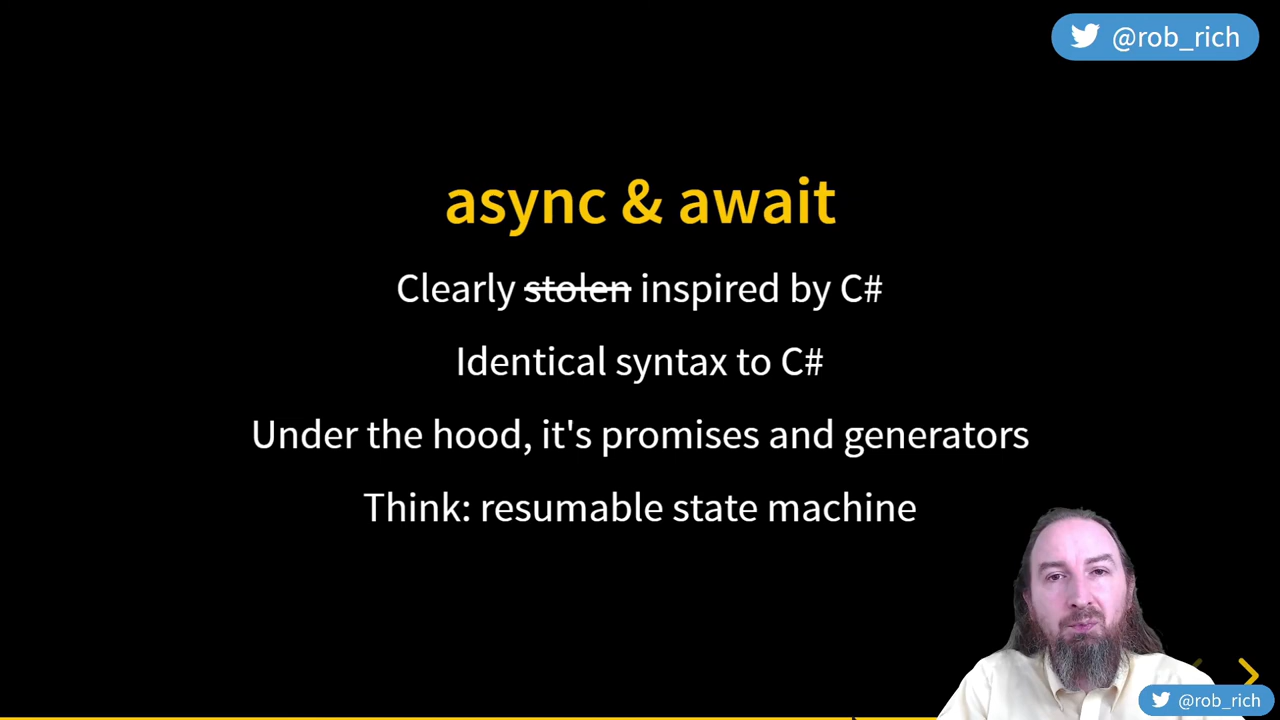 @rob_rich
async & await
Clearly stolen inspired by C#
Identical syntax to C#
Under the hood, it's promises and generators
Think: resumable state machine
@rob_rich